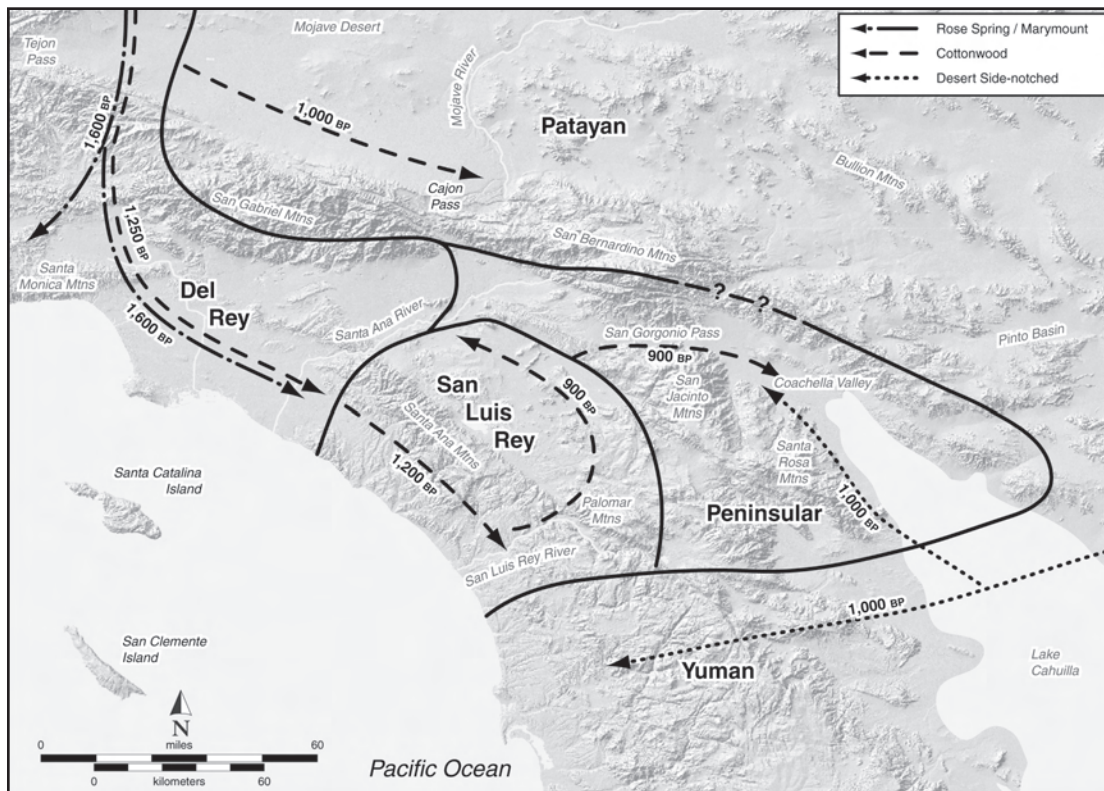 Rose Spring / Marymount
Cottonwood
Desert Side-notched
Tejon
Pass
Mojave Desert
Mojave River
1,600 BP
1,000 BP
Patayan
Bullion Mtns
Cajon
Pass
San Gabriel Mtns
San Bernardino Mtns
1,250 BP
Santa
Monica Mtns
Del
Rey
1,600 BP
Santa Ana River
? ?
San Gorgonio Pass
Pinto Basin
900 BP
San
Jacinto
Mtns
Coachella Valley
San
Luis
Rey
900 BP
Santa Ana Mtns
1,200 BP
Santa
Rosa
Mtns
Santa Catalina
Island
Palomar
Mtns
Peninsular
1,000 BP
San Luis Rey River
1,000 BP
San Clemente
Island
Yuman
Lake
Cahuilla
N
0 miles 60
0 kilometers 60
Pacific Ocean